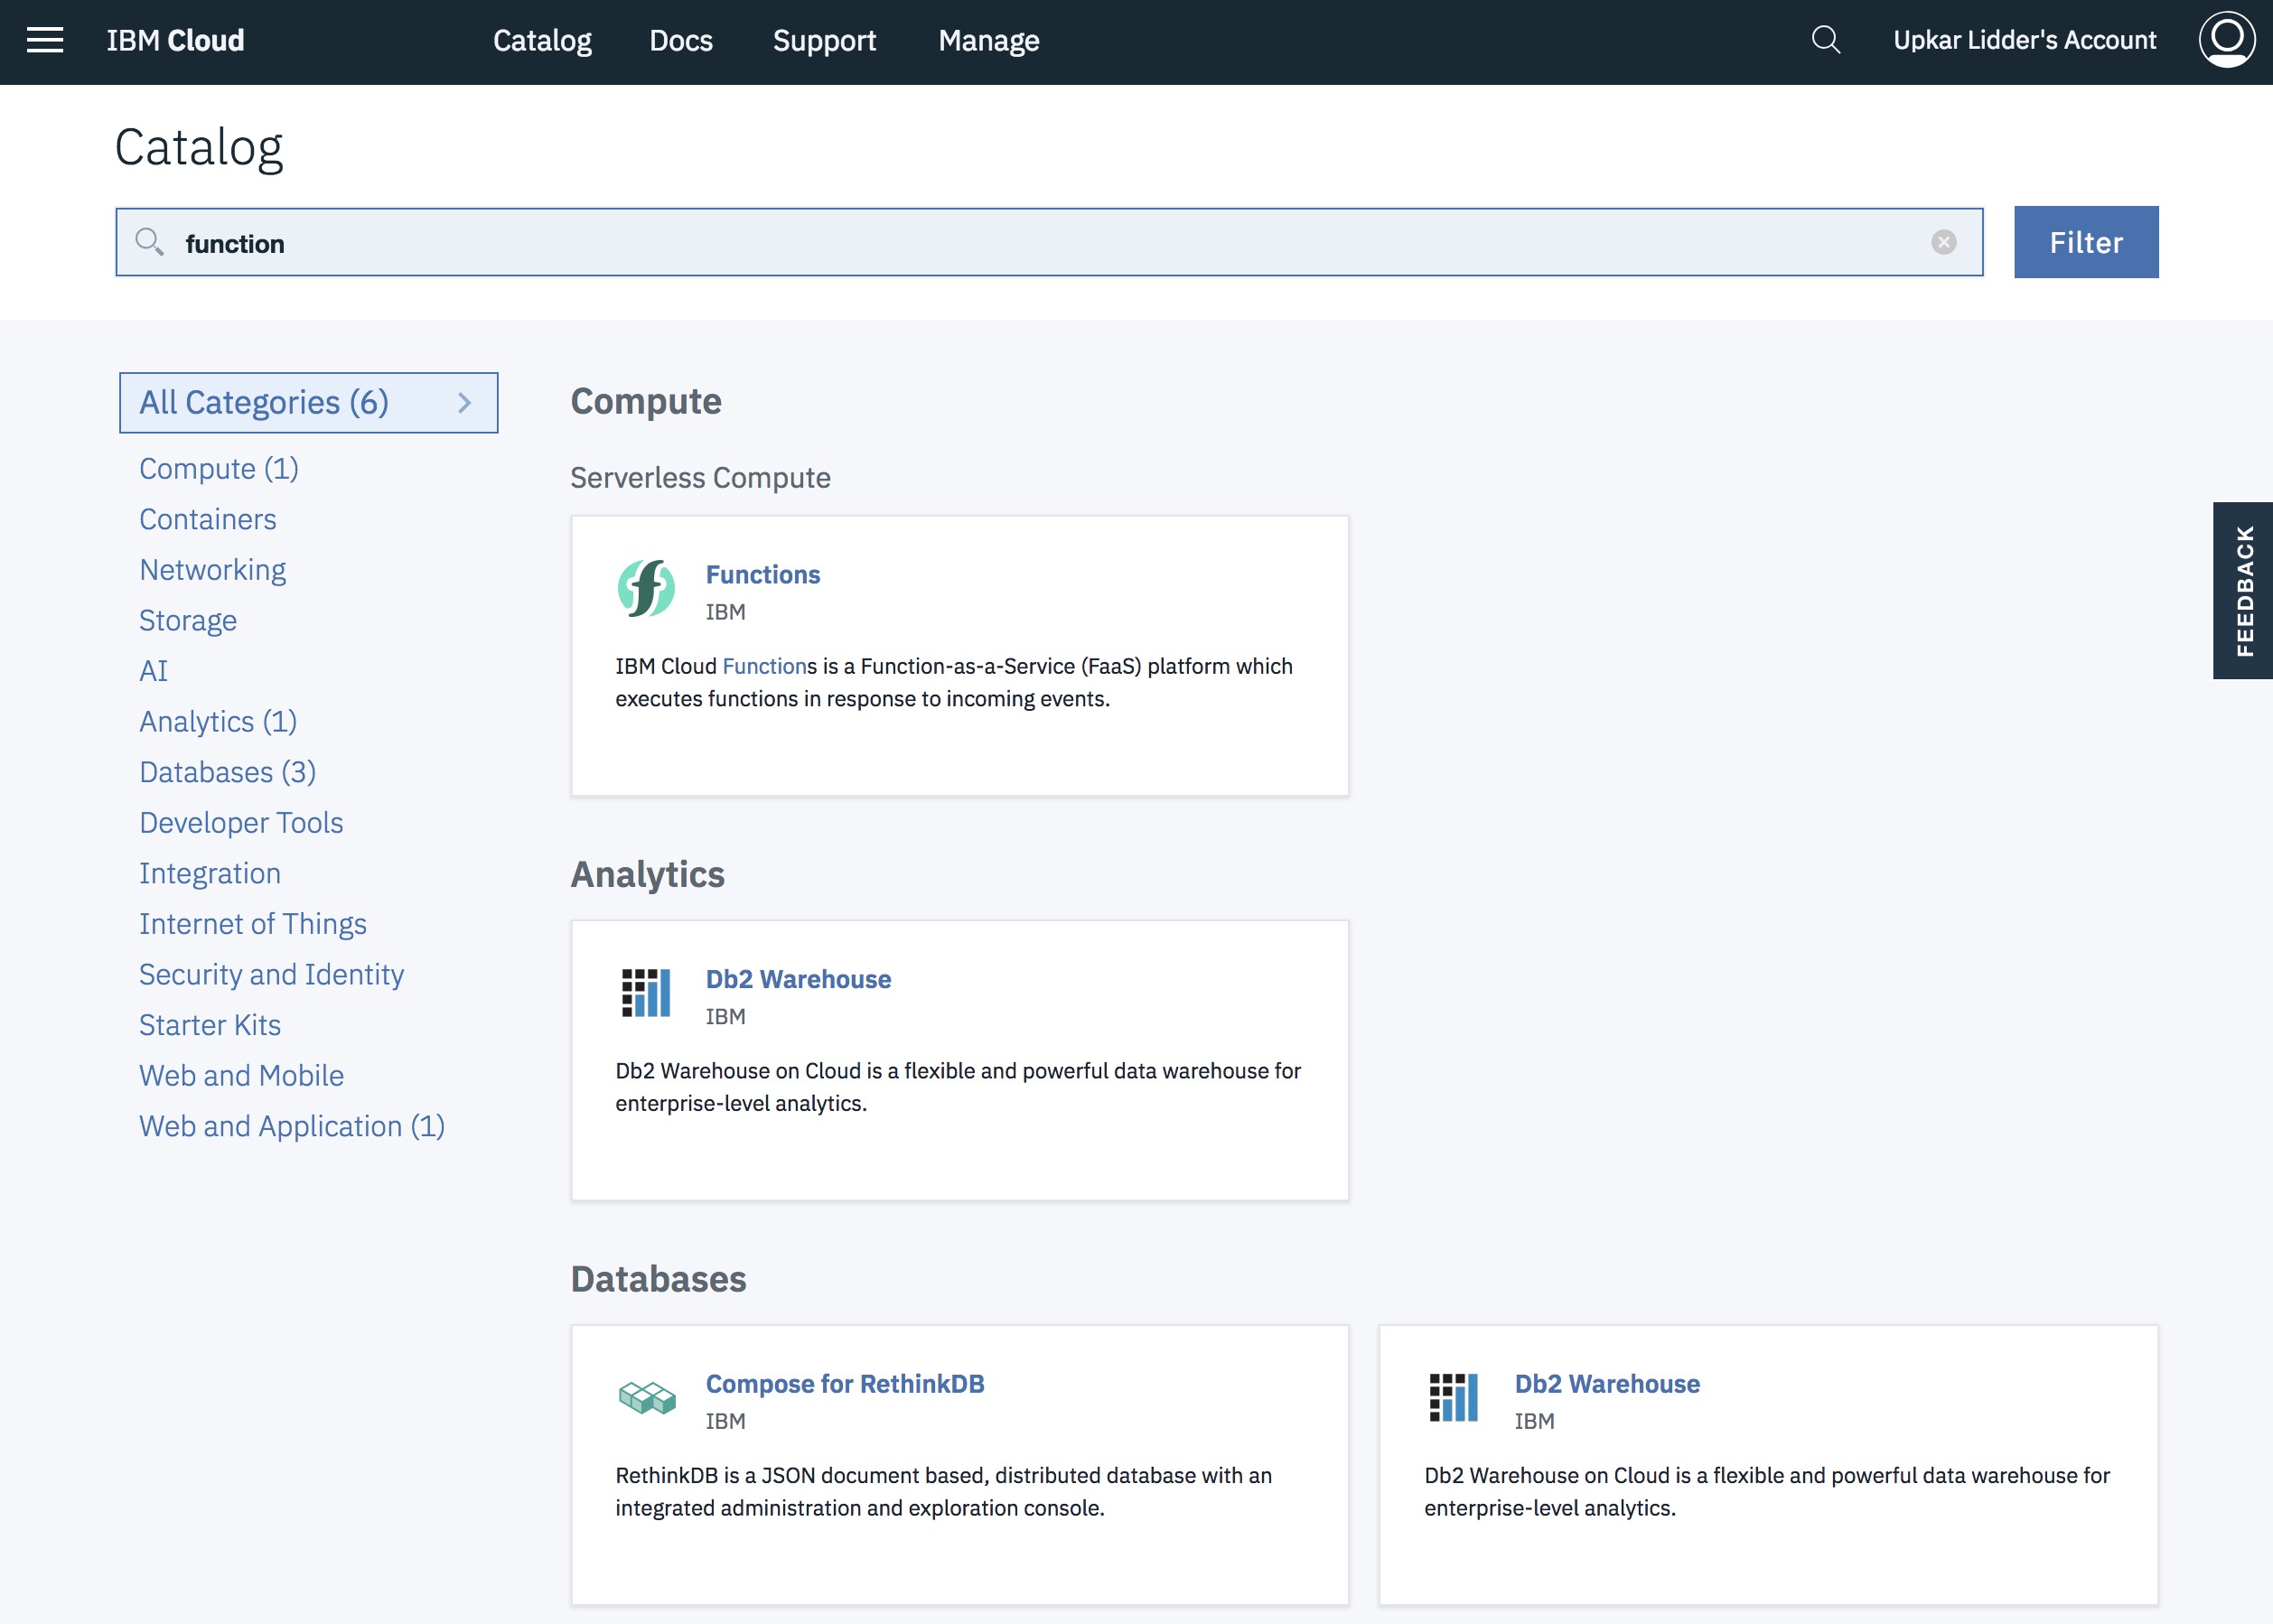 IBM Cloud
Catalog
Docs
Support
Manage
Upkar Lidder's Account
Catalog
function
Filter
All Categories (6)
Compute (1)
Containers
Networking
Storage
AI
Analytics (1)
Databases (3)
Developer Tools
Integration
Internet of Things
Security and Identity
Starter Kits
Web and Mobile
Web and Application (1)
Compute
Serverless Compute
Functions
IBM
IBM Cloud Functions is a Function-as-a-Service (FaaS) platform which
executes functions in response to incoming events.
Analytics
Db2 Warehouse
IBM
Db2 Warehouse on Cloud is a flexible and powerful data warehouse for
enterprise-level analytics.
Databases
Compose for RethinkDB
IBM
RethinkDB is a JSON document based, distributed database with an
integrated administration and exploration console.
Db2 Warehouse
IBM
Db2 Warehouse on Cloud is a flexible and powerful data warehouse for
enterprise-level analytics.
FEEDBACK